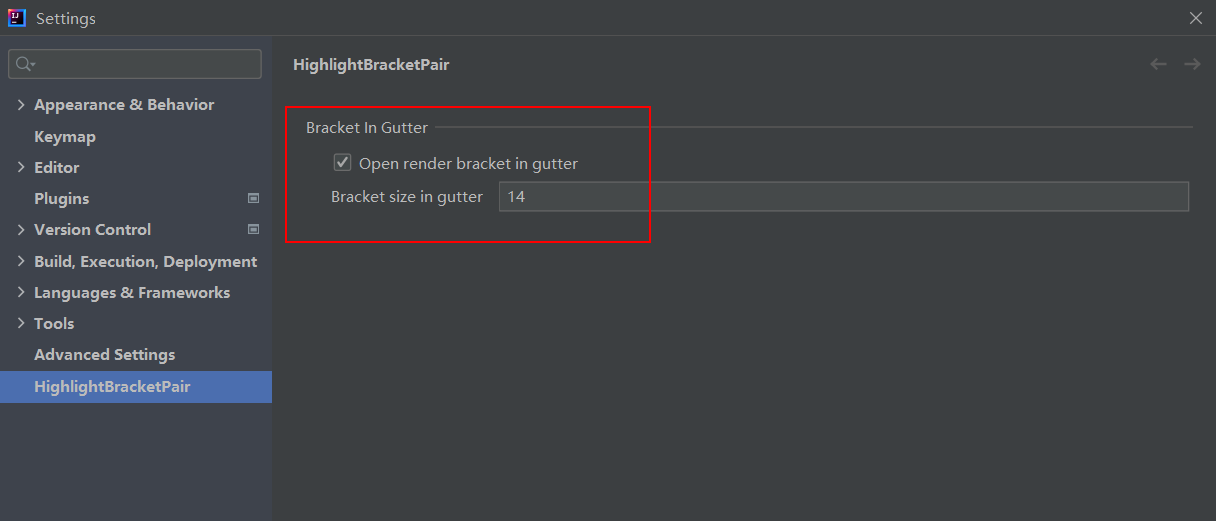 Settings
Appearance & Behavior
Keymap
Editor
Plugins
Version Control
Build, Execution, Deployment
Languages & Frameworks
Tools
Advanced Settings
HighlightBracketPair
HighlightBracketPair
Bracket In Gutter
Open render bracket in gutter
Bracket size in gutter 14